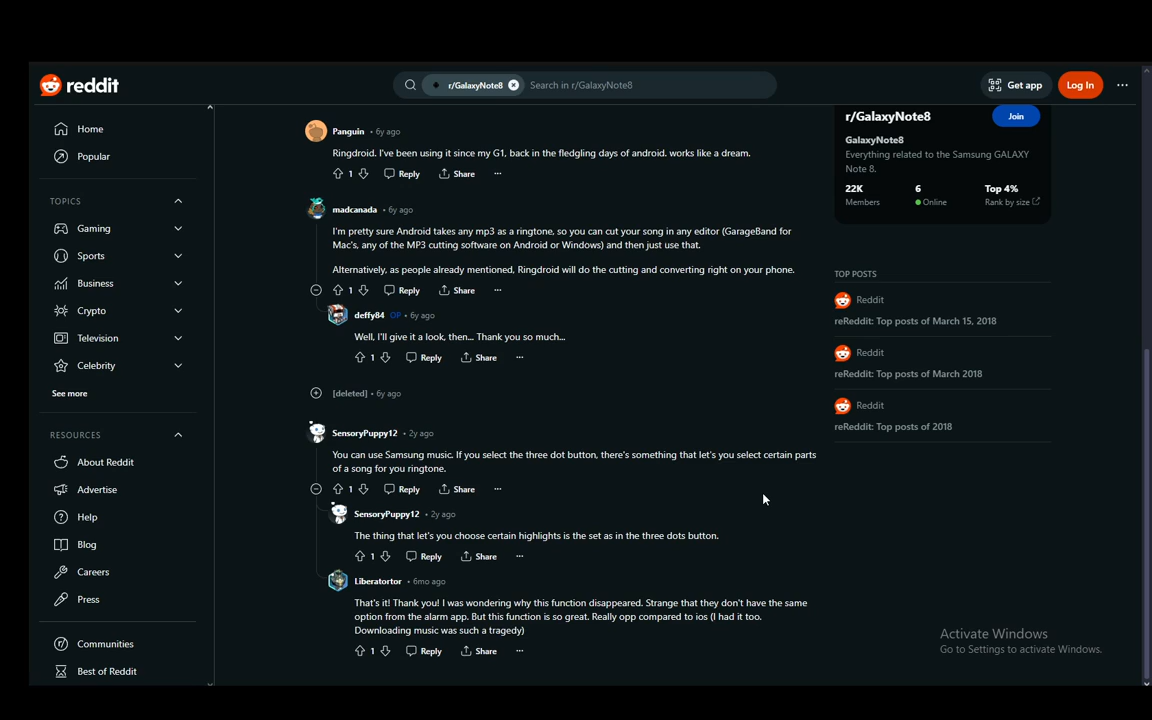 reddit
r/GalaxyNote8
Search in r/GalaxyNote8
Get app
Log In
Home
Popular
TOPICS
Gaming
Sports
Business
Crypto
Television
Celebrity
See more
RESOURCES
About Reddit
Advertise
Help
Blog
Careers
Press
Communities
Best of Reddit
Panguin • 6y ago
Ringdroid. I've been using it since my G1, back in the fledgling days of android. works like a dream.
1 Reply Share
madcanada • 6y ago
I'm pretty sure Android takes any mp3 as a ringtone, so you can cut your song in any editor (GarageBand for
Mac's, any of the MP3 cutting software on Android or Windows) and then just use that.
Alternatively, as people already mentioned, Ringdroid will do the cutting and converting right on your phone.
1 Reply Share
deffy84 OP • 6y ago
Well, I'll give it a look, then... Thank you so much...
1 Reply Share
[deleted] • 6y ago
SensoryPuppy12 • 2y ago
You can use Samsung music. If you select the three dot button, there's something that let's you select certain parts
of a song for you ringtone.
1 Reply Share
SensoryPuppy12 • 2y ago
The thing that let's you choose certain highlights is the set as in the three dots button.
1 Reply Share
Liberatortor • 6mo ago
That's it! Thank you! I was wondering why this function disappeared. Strange that they don't have the same
option from the alarm app. But this function is so great. Really opp compared to ios (I had it too.
Downloading music was such a tragedy)
1 Reply Share
r/GalaxyNote8
Join
GalaxyNote8
Everything related to the Samsung GALAXY
Note 8.
22K 6 Top 4%
Members Online Rank by size
TOP POSTS
Reddit
reReddit: Top posts of March 15, 2018
Reddit
reReddit: Top posts of March 2018
Reddit
reReddit: Top posts of 2018
Activate Windows
Go to Settings to activate Windows.